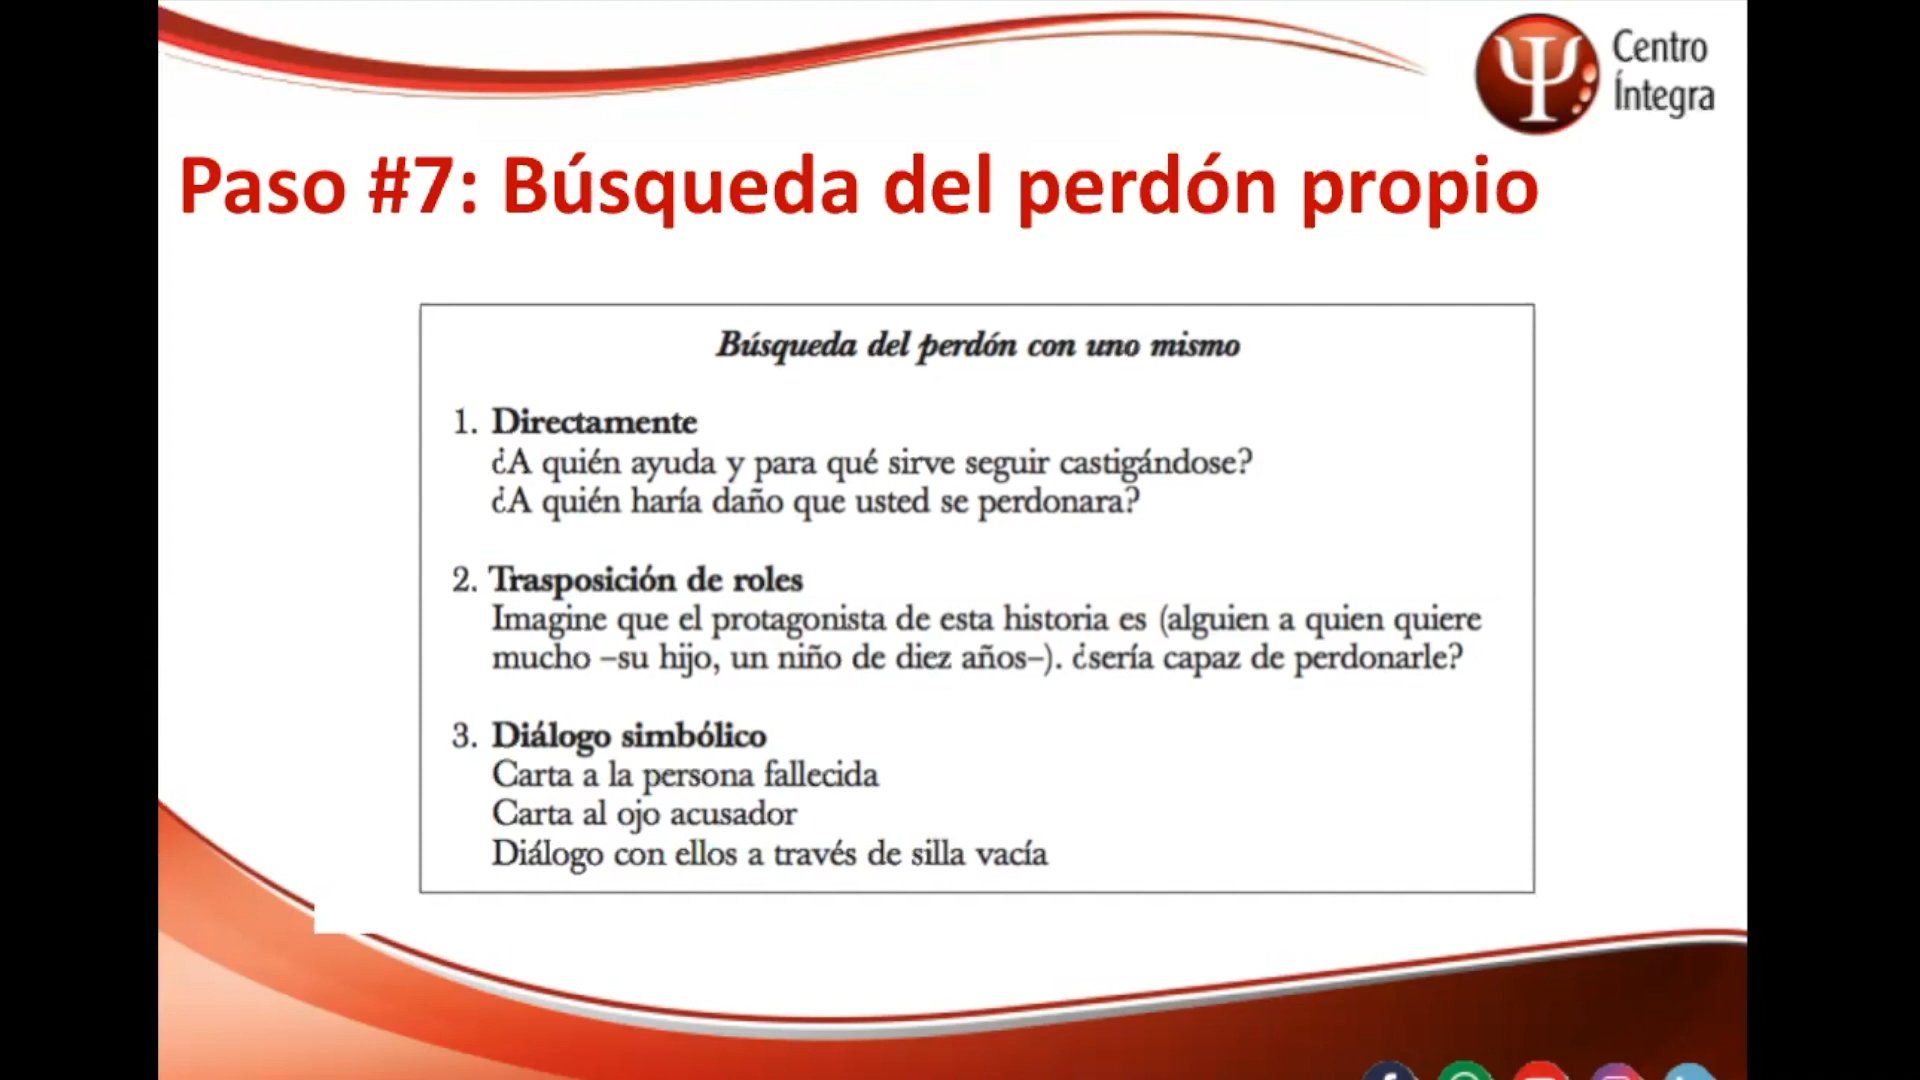 Centro
Íntegra
Paso #7: Búsqueda del perdón propio
Búsqueda del perdón con uno mismo
1. Directamente
¿A quién ayuda y para qué sirve seguir castigándose?
¿A quién haría daño que usted se perdonara?
2. Trasposición de roles
Imagine que el protagonista de esta historia es (alguien a quien quiere
mucho –su hijo, un niño de diez años–). ¿sería capaz de perdonarle?
3. Diálogo simbólico
Carta a la persona fallecida
Carta al ojo acusador
Diálogo con ellos a través de silla vacía